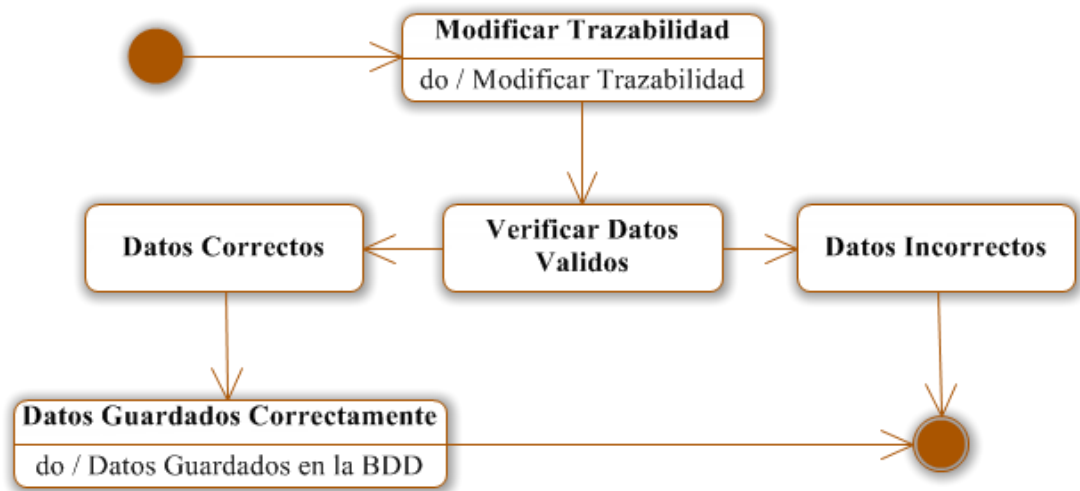 Modificar Trazabilidad
do / Modificar Trazabilidad
Datos Correctos
Verificar Datos
Validos
Datos Incorrectos
Datos Guardados Correctamente
do / Datos Guardados en la BDD